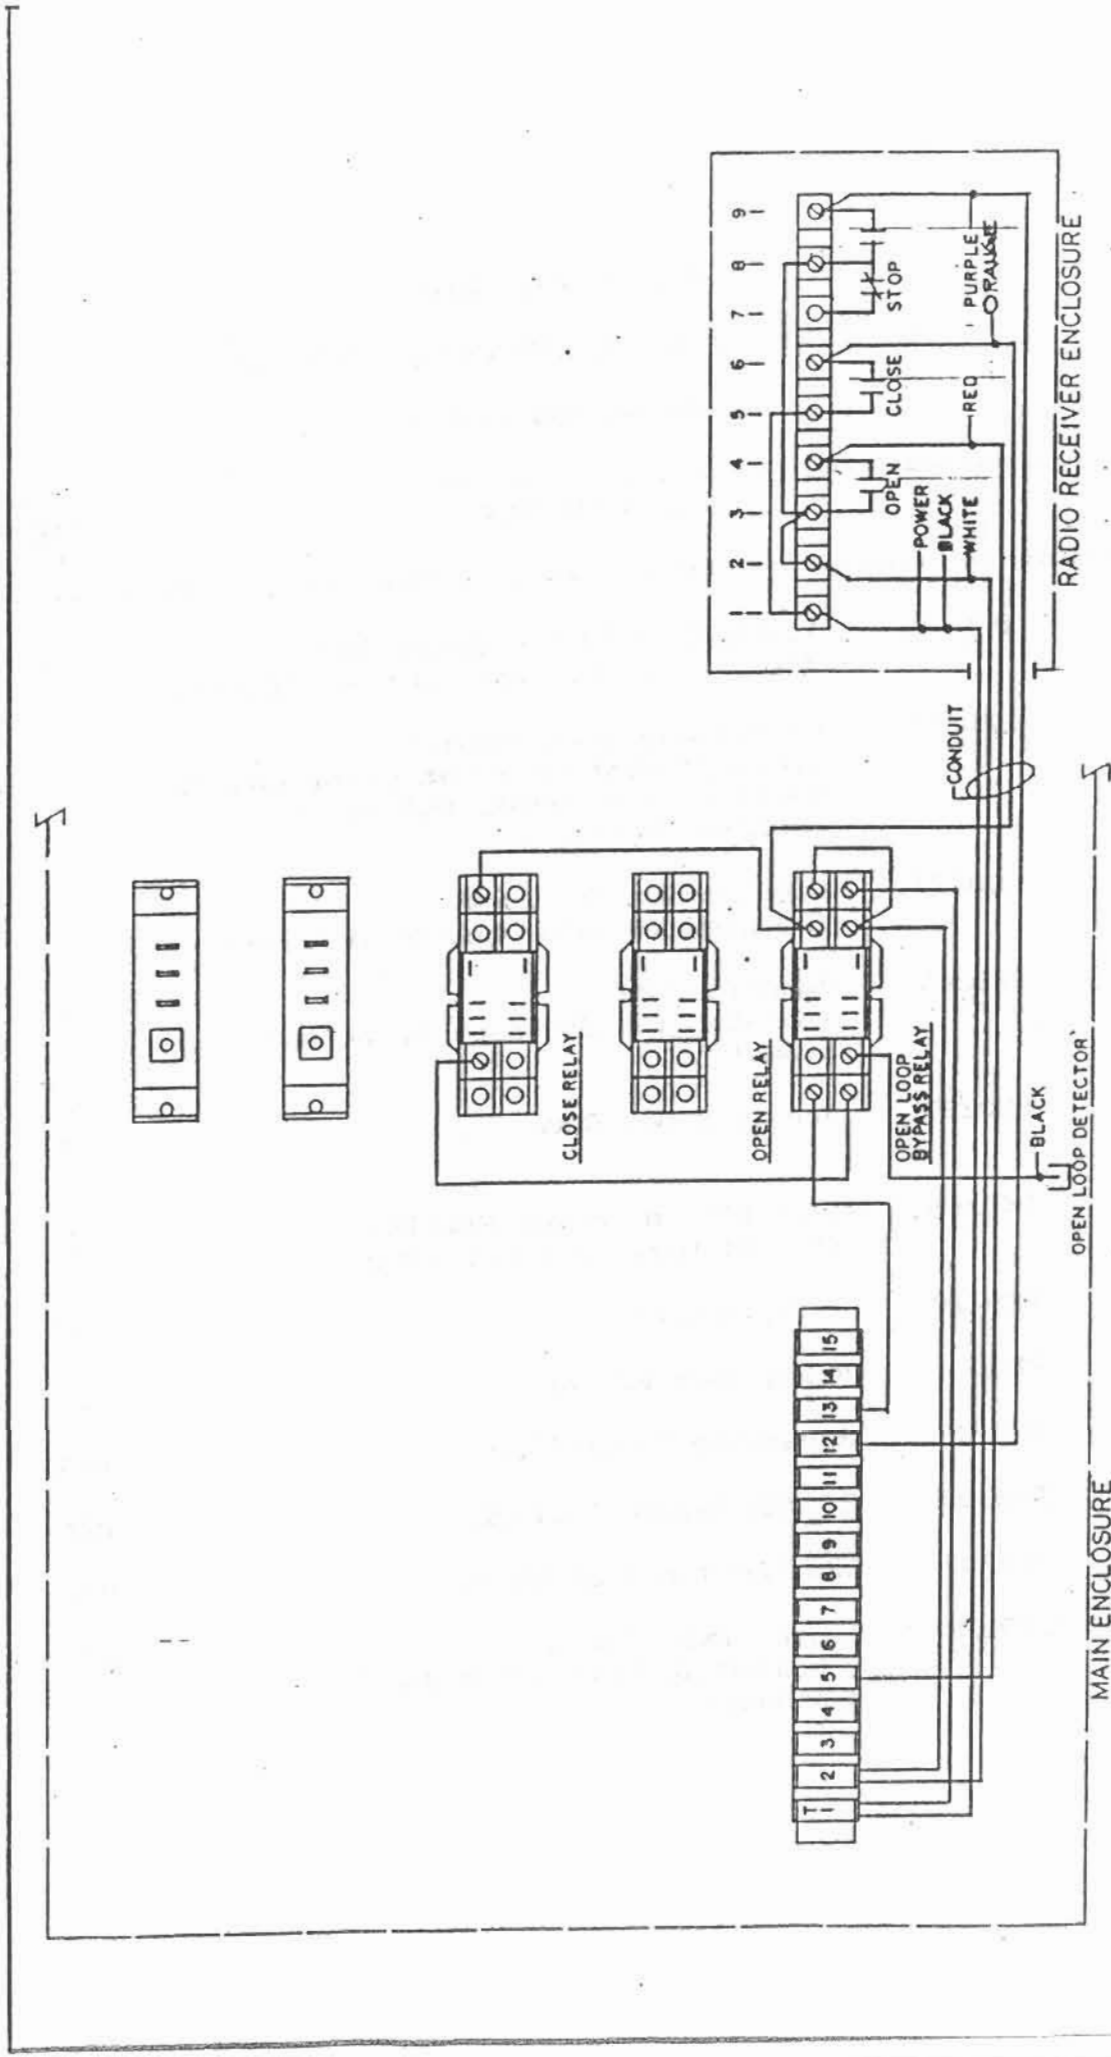 1 2 3 4 5 6 7 8 9
OPEN
CLOSE
STOP
POWER
BLACK
WHITE
RED
PURPLE
ORANGE
RADIO RECEIVER ENCLOSURE
CONDUIT
CLOSE RELAY
OPEN RELAY
OPEN LOOP
BYPASS RELAY
BLACK
OPEN LOOP DETECTOR
T
1 2 3 4 5 6 7 8 9 10 11 12 13 14 15
MAIN ENCLOSURE